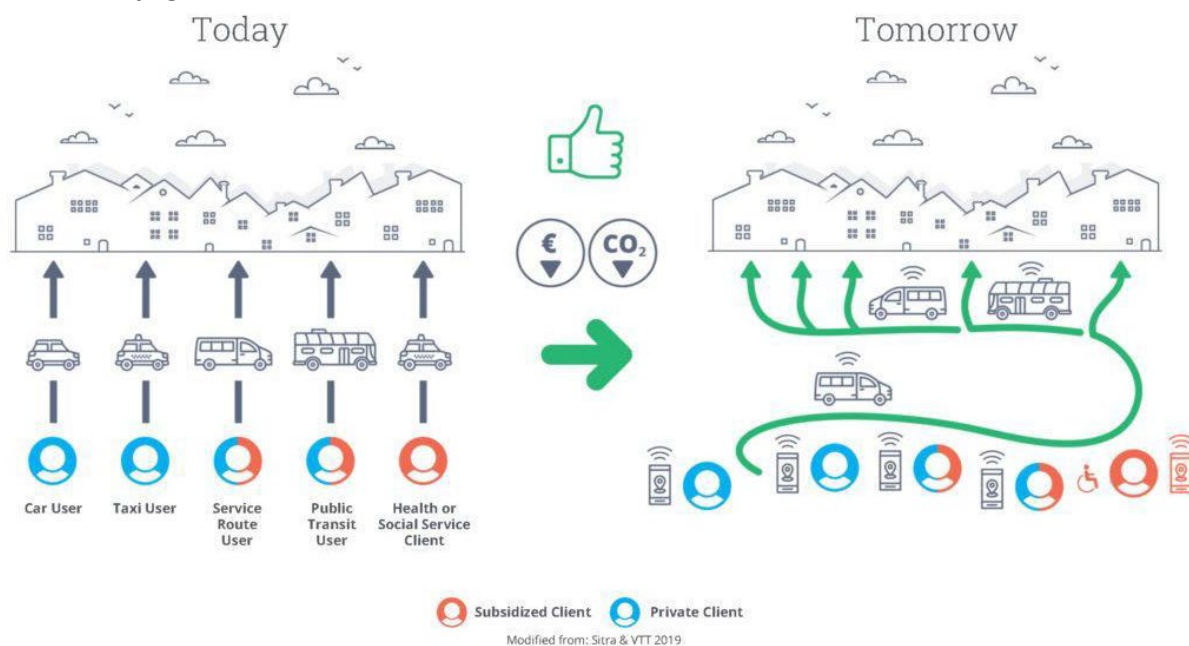 Today
Tomorrow
€
CO₂
Car User
Taxi User
Service
Route
User
Public
Transit
User
Health or
Social Service
Client
Subsidized Client
Private Client
Modified from: Sitra & VTT 2019